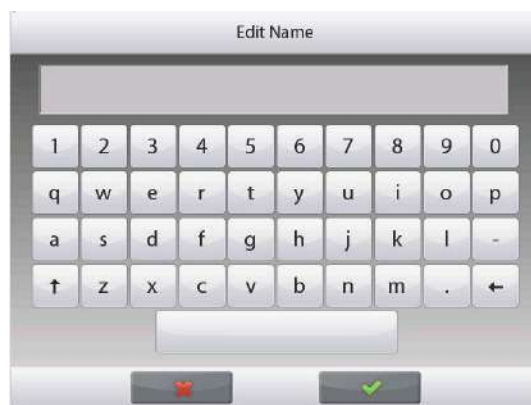 Edit Name
1 2 3 4 5 6 7 8 9 0
q w e r t y u i o p
a s d f g h j k l -
↑ z x c v b n m . ←